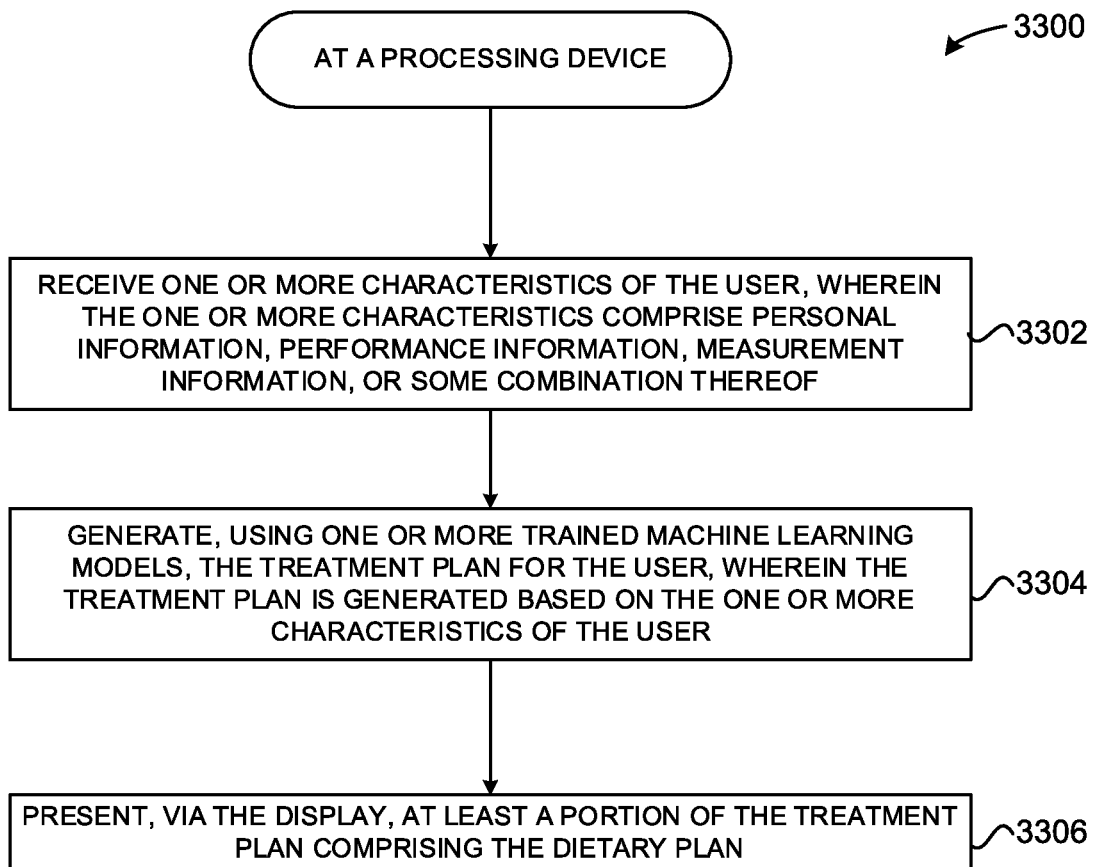 3300
AT A PROCESSING DEVICE
RECEIVE ONE OR MORE CHARACTERISTICS OF THE USER, WHEREIN
THE ONE OR MORE CHARACTERISTICS COMPRISE PERSONAL
INFORMATION, PERFORMANCE INFORMATION, MEASUREMENT
INFORMATION, OR SOME COMBINATION THEREOF
3302
GENERATE, USING ONE OR MORE TRAINED MACHINE LEARNING
MODELS, THE TREATMENT PLAN FOR THE USER, WHEREIN THE
TREATMENT PLAN IS GENERATED BASED ON THE ONE OR MORE
CHARACTERISTICS OF THE USER
3304
PRESENT, VIA THE DISPLAY, AT LEAST A PORTION OF THE TREATMENT
PLAN COMPRISING THE DIETARY PLAN
3306